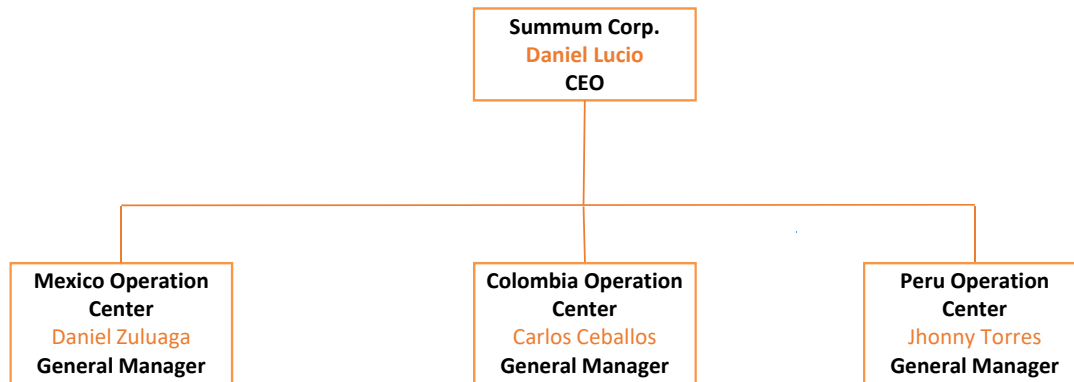 Summum Corp.
Daniel Lucio
CEO
Mexico Operation
Center
Daniel Zuluaga
General Manager
Colombia Operation
Center
Carlos Ceballos
General Manager
Peru Operation
Center
Jhonny Torres
General Manager